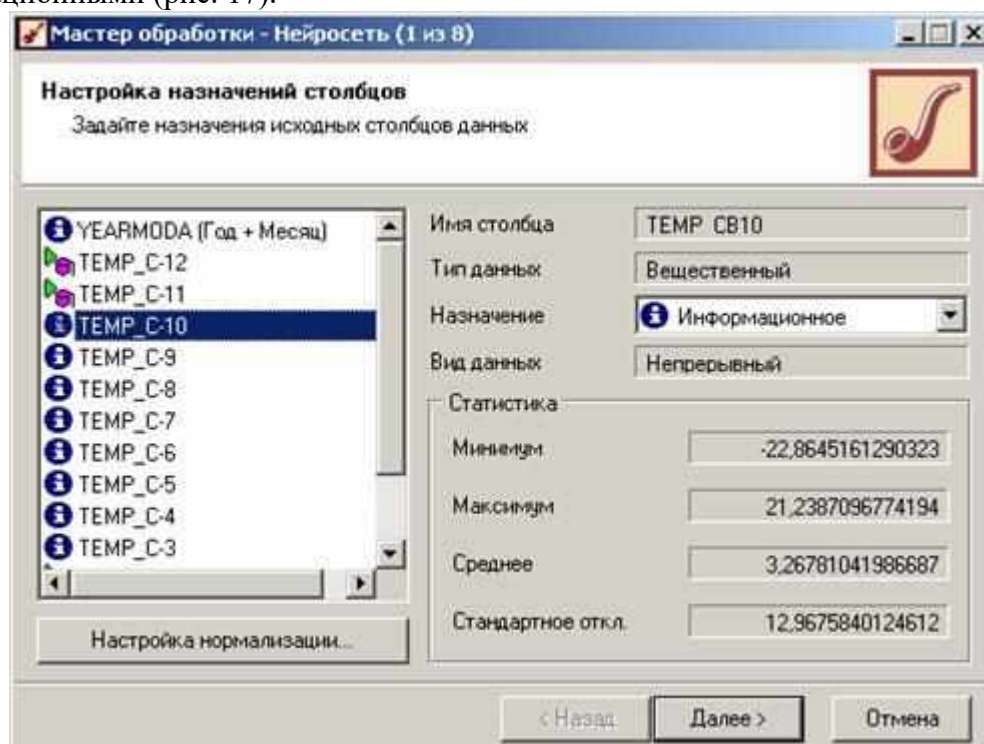 ционными (рис. 17).
Мастер обработки - Нейросеть (1 из 8)
Настройка назначений столбцов
Задайте назначения исходных столбцов данных
YEARMODA (Год + Месяц)
TEMP_C-12
TEMP_C-11
TEMP_C-10
TEMP_C-9
TEMP_C-8
TEMP_C-7
TEMP_C-6
TEMP_C-5
TEMP_C-4
TEMP_C-3
Настройка нормализации...
Имя столбца TEMP CB10
Тип данных Вещественный
Назначение Информационное
Вид данных Непрерывный
Статистика
Минимум -22,8645161290323
Максимум 21,2387096774194
Среднее 3,26781041986687
Стандартное откл. 12,9675840124612
< Назад Далее > Отмена